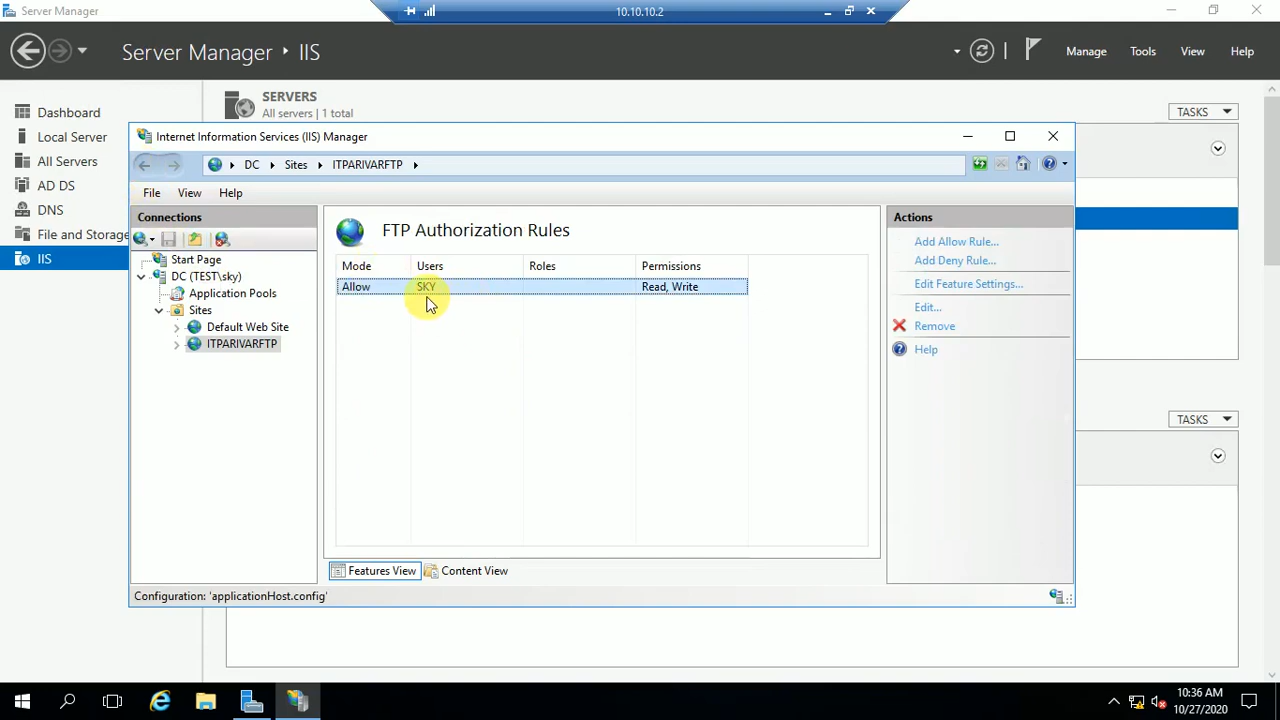 Server Manager
10.10.10.2
Server Manager
IIS
Manage
Tools
View
Help
Dashboard
Local Server
All Servers
AD DS
DNS
File and Storage
IIS
SERVERS
All servers | 1 total
TASKS
Internet Information Services (IIS) Manager
DC
Sites
ITPARIVARFTP
File
View
Help
Connections
Start Page
DC (TEST\sky)
Application Pools
Sites
Default Web Site
ITPARIVARFTP
FTP Authorization Rules
Mode
Users
Roles
Permissions
Allow
SKY
Read, Write
Features View
Content View
Actions
Add Allow Rule...
Add Deny Rule...
Edit Feature Settings...
Edit...
Remove
Help
Configuration: 'applicationHost.config'
TASKS
10:36 AM
10/27/2020